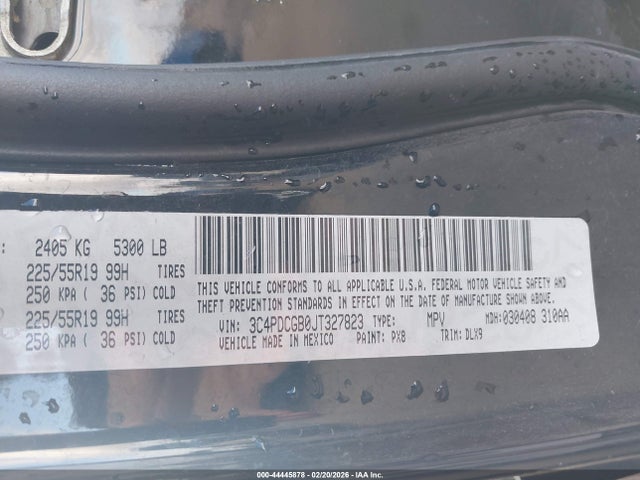 : 2405 KG 5300 LB
225/55R19 99H TIRES
250 KPA ( 36 PSI) COLD
225/55R19 99H TIRES
250 KPA ( 36 PSI) COLD
THIS VEHICLE CONFORMS TO ALL APPLICABLE U.S.A. FEDERAL MOTOR VEHICLE SAFETY AND
THEFT PREVENTION STANDARDS IN EFFECT ON THE DATE OF MANUFACTURE SHOWN ABOVE.
VIN: 3C4PDCGB0JT327823 TYPE: MPV MDH:030408 310AA
VEHICLE MADE IN MEXICO PAINT: PX8 TRIM: DLX9
000-44445878 - 02/20/2026 - IAA Inc.